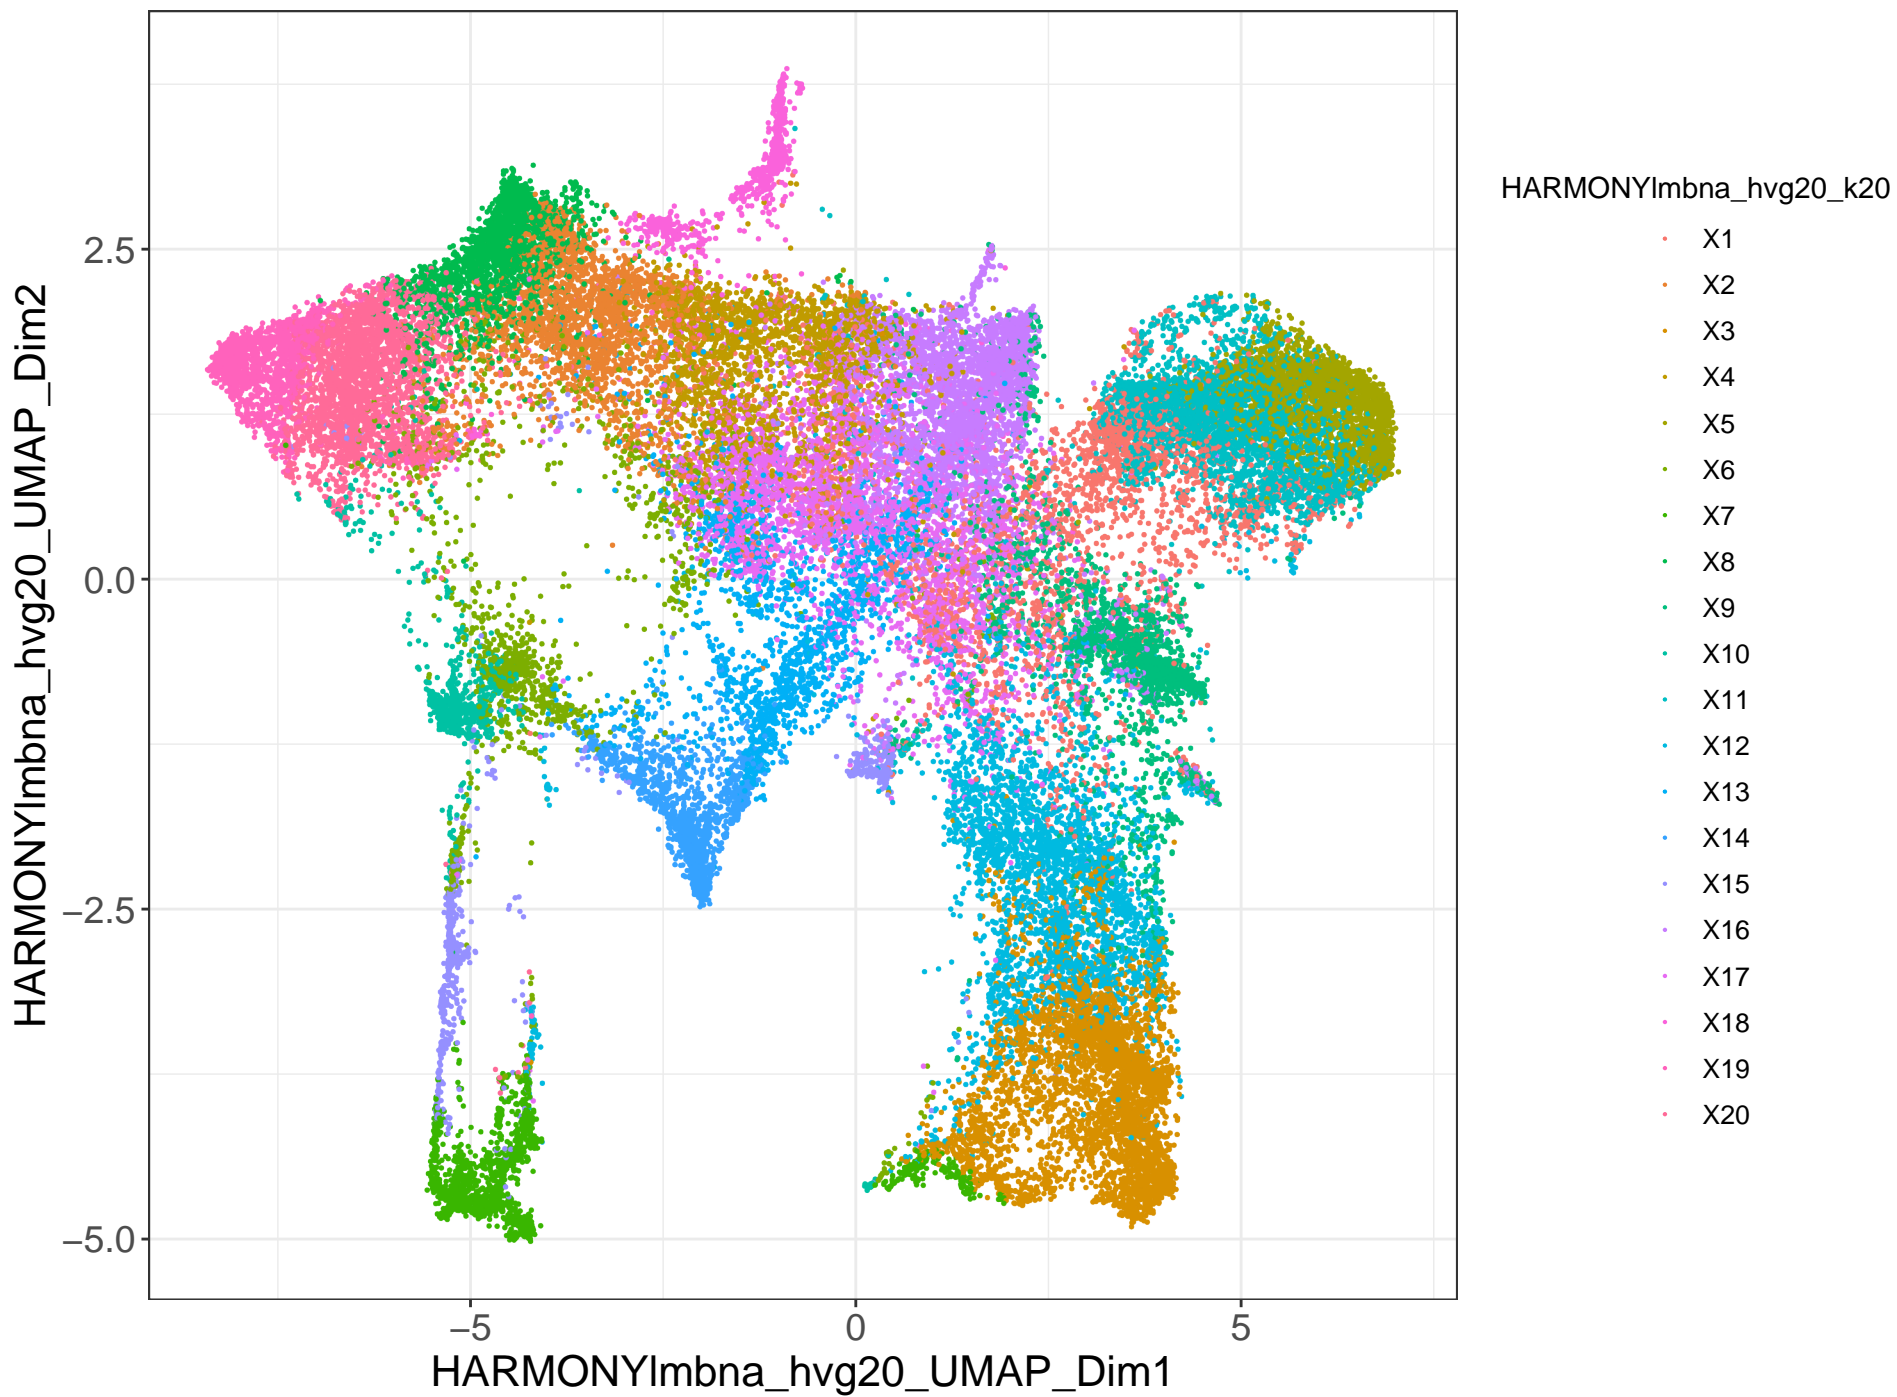 HARMONYlmbna_hvg20_UMAP_Dim2
2.5
0.0
−2.5
−5.0
−5
0
5
HARMONYlmbna_hvg20_UMAP_Dim1
HARMONYlmbna_hvg20_k20
X1
X2
X3
X4
X5
X6
X7
X8
X9
X10
X11
X12
X13
X14
X15
X16
X17
X18
X19
X20